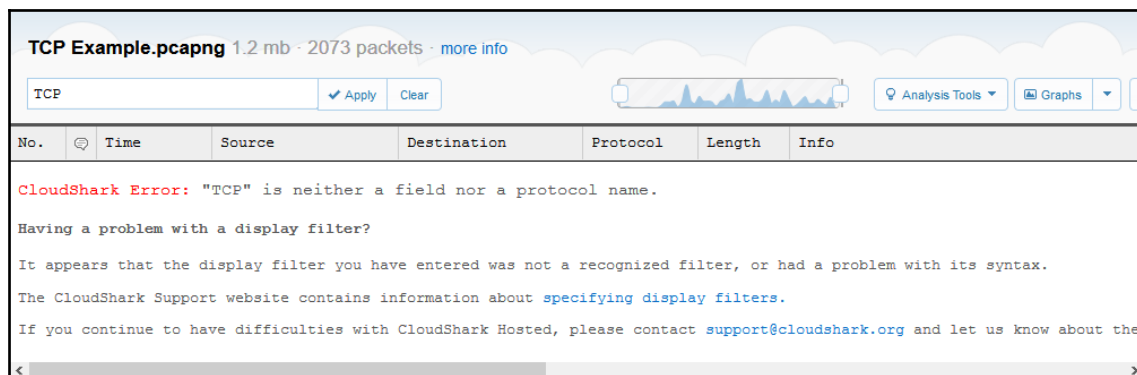 TCP Example.pcapng 1.2 mb · 2073 packets · more info
TCP Apply Clear Analysis Tools Graphs
No. Time Source Destination Protocol Length Info
CloudShark Error: "TCP" is neither a field nor a protocol name.
Having a problem with a display filter?
It appears that the display filter you have entered was not a recognized filter, or had a problem with its syntax.
The CloudShark Support website contains information about specifying display filters.
If you continue to have difficulties with CloudShark Hosted, please contact support@cloudshark.org and let us know about the